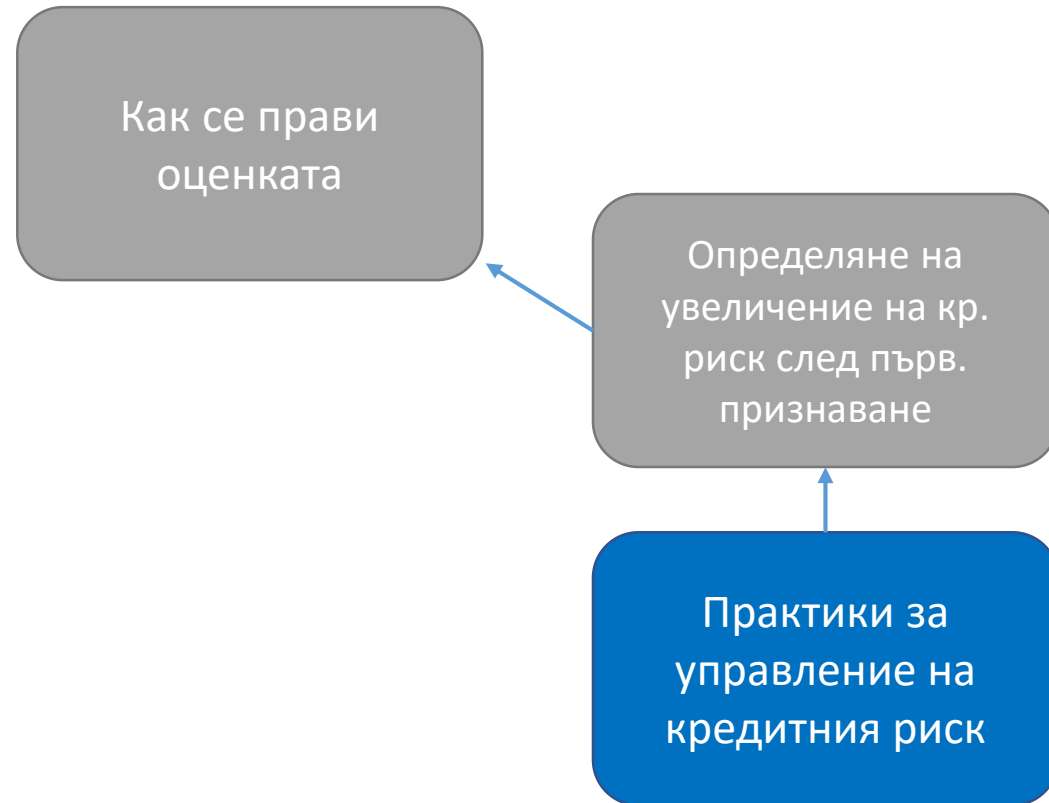 Как се прави
оценката
Определяне на
увеличение на кр.
риск след първ.
признаване
Практики за
управление на
кредитния риск